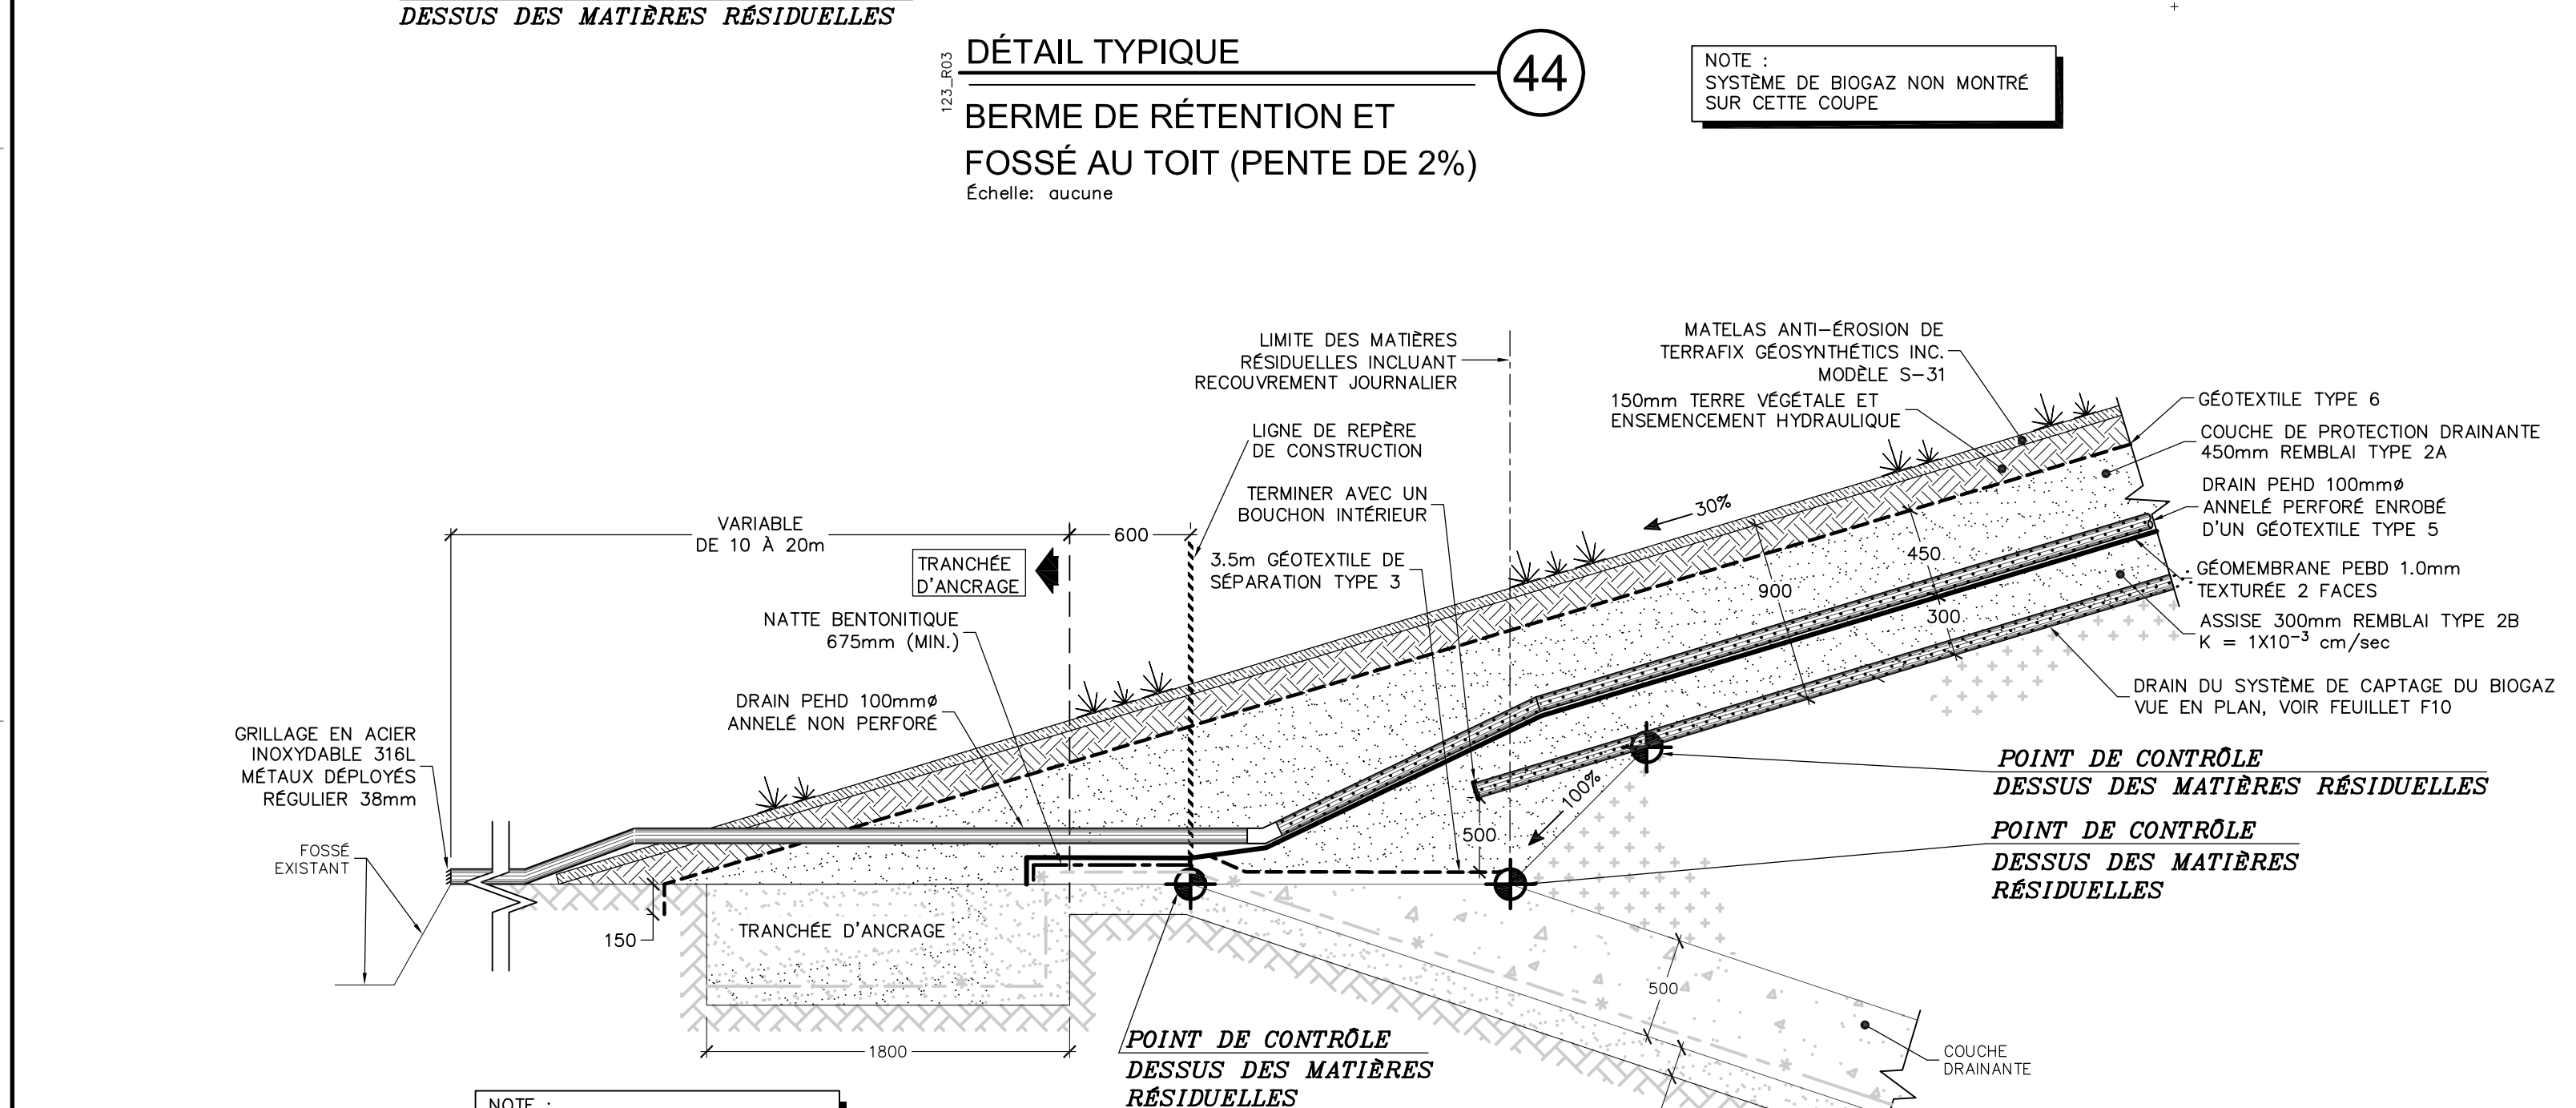 DESSUS DES MATIÈRES RÉSIDUELLES
123_R03
DÉTAIL TYPIQUE
44
BERME DE RÉTENTION ET
FOSSÉ AU TOIT (PENTE DE 2%)
Échelle: aucune
NOTE :
SYSTÈME DE BIOGAZ NON MONTRÉ
SUR CETTE COUPE
LIMITE DES MATIÈRES
RÉSIDUELLES INCLUANT
RECOUVREMENT JOURNALIER
MATELAS ANTI-ÉROSION DE
TERRAFIX GÉOSYNTHÉTICS INC.
MODÈLE S-31
150mm TERRE VÉGÉTALE ET
ENSEMENCEMENT HYDRAULIQUE
GÉOTEXTILE TYPE 6
COUCHE DE PROTECTION DRAINANTE
450mm REMBLAI TYPE 2A
DRAIN PEHD 100mmø
ANNELÉ PERFORÉ ENROBÉ
D'UN GÉOTEXTILE TYPE 5
GÉOMEMBRANE PEBD 1.0mm
TEXTURÉE 2 FACES
ASSISE 300mm REMBLAI TYPE 2B
K = 1X10⁻³ cm/sec
DRAIN DU SYSTÈME DE CAPTAGE DU BIOGAZ
VUE EN PLAN, VOIR FEUILLET F10
LIGNE DE REPÈRE
DE CONSTRUCTION
TERMINER AVEC UN
BOUCHON INTÉRIEUR
3.5m GÉOTEXTILE DE
SÉPARATION TYPE 3
30%
450
900
300
VARIABLE
DE 10 À 20m
600
TRANCHÉE
D'ANCRAGE
NATTE BENTONITIQUE
675mm (MIN.)
DRAIN PEHD 100mmø
ANNELÉ NON PERFORÉ
GRILLAGE EN ACIER
INOXYDABLE 316L
MÉTAUX DÉPLOYÉS
RÉGULIER 38mm
FOSSÉ
EXISTANT
100%
500
POINT DE CONTRÔLE
DESSUS DES MATIÈRES RÉSIDUELLES
POINT DE CONTRÔLE
DESSUS DES MATIÈRES
RÉSIDUELLES
150
TRANCHÉE D'ANCRAGE
1800
500
POINT DE CONTRÔLE
DESSUS DES MATIÈRES
RÉSIDUELLES
COUCHE
DRAINANTE
NOTE :